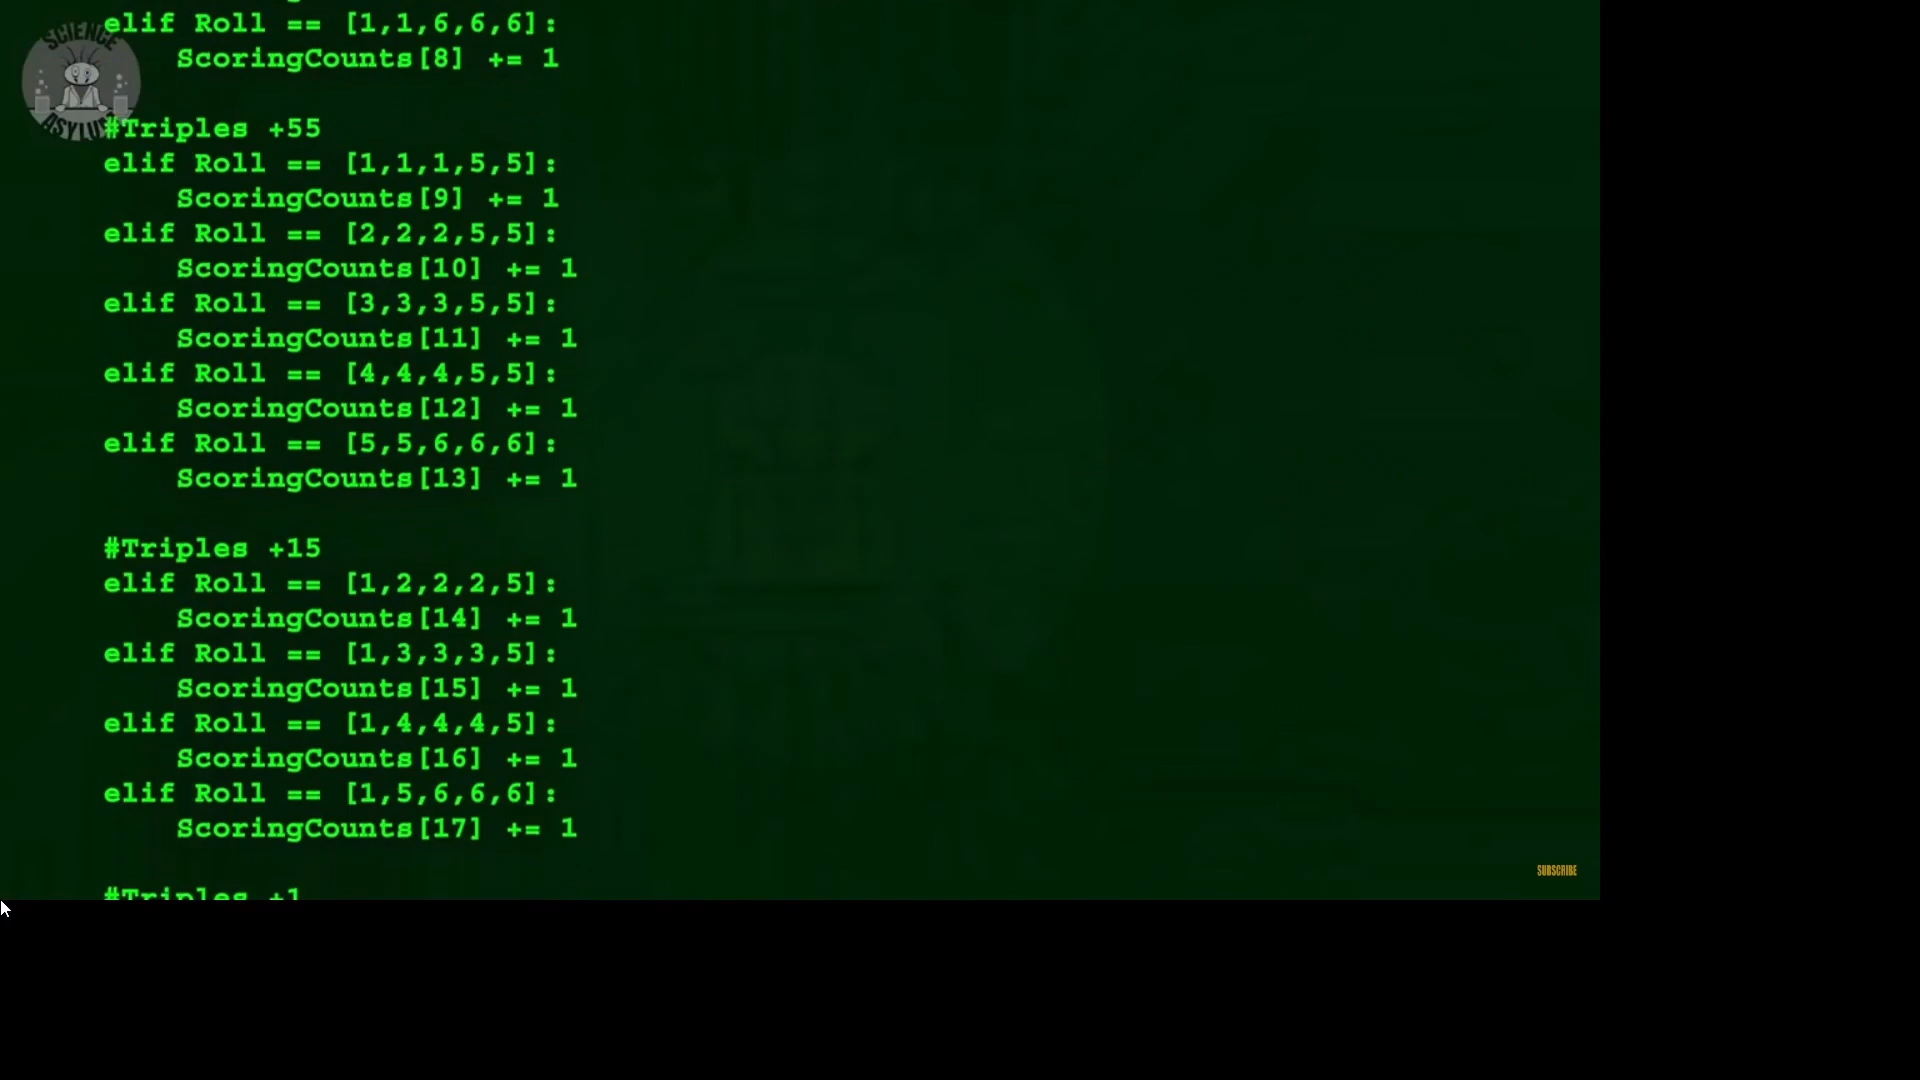 elif Roll == [1,1,6,6,6]:
    ScoringCounts[8] += 1
SCIENCE
ASYLUM
#Triples +55
elif Roll == [1,1,1,5,5]:
    ScoringCounts[9] += 1
elif Roll == [2,2,2,5,5]:
    ScoringCounts[10] += 1
elif Roll == [3,3,3,5,5]:
    ScoringCounts[11] += 1
elif Roll == [4,4,4,5,5]:
    ScoringCounts[12] += 1
elif Roll == [5,5,6,6,6]:
    ScoringCounts[13] += 1
#Triples +15
elif Roll == [1,2,2,2,5]:
    ScoringCounts[14] += 1
elif Roll == [1,3,3,3,5]:
    ScoringCounts[15] += 1
elif Roll == [1,4,4,4,5]:
    ScoringCounts[16] += 1
elif Roll == [1,5,6,6,6]:
    ScoringCounts[17] += 1
SUBSCRIBE
#Triples +1